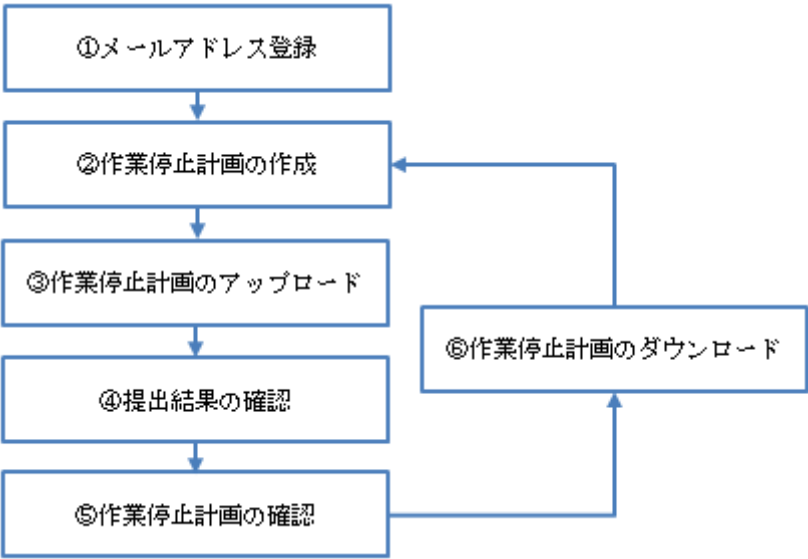 ①メールアドレス登録
②作業停止計画の作成
③作業停止計画のアップロード
④提出結果の確認
⑤作業停止計画の確認
⑥作業停止計画のダウンロード